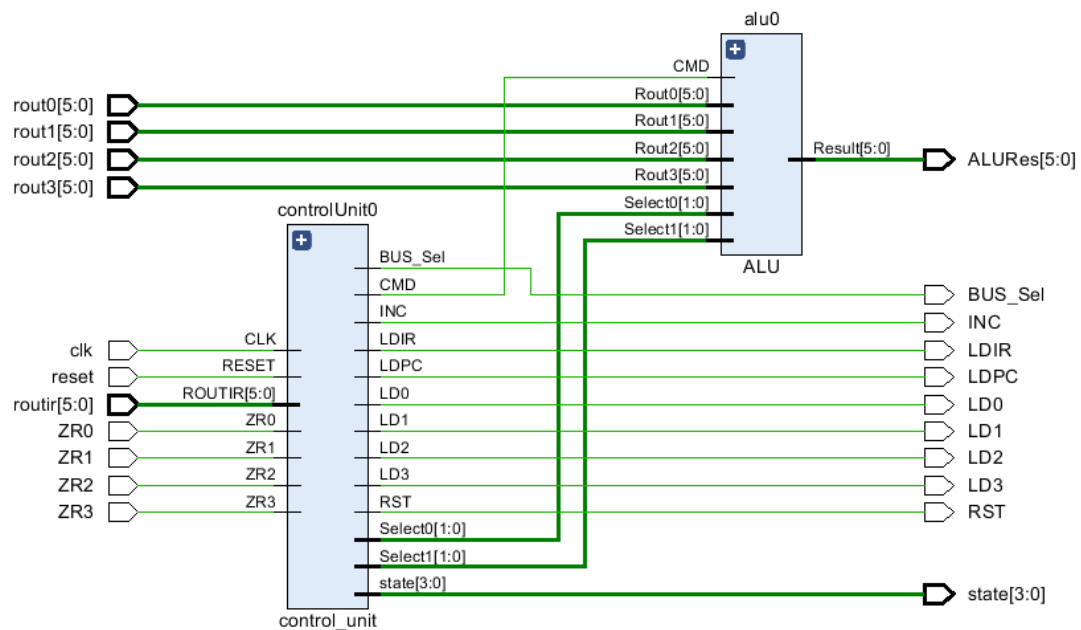 alu0
CMD
rout0[5:0]
Rout0[5:0]
rout1[5:0]
Rout1[5:0]
rout2[5:0]
Rout2[5:0]
Result[5:0]
ALURes[5:0]
rout3[5:0]
Rout3[5:0]
Select0[1:0]
Select1[1:0]
ALU
controlUnit0
BUS_Sel
BUS_Sel
CMD
INC
INC
clk
CLK
LDIR
LDIR
reset
RESET
LDPC
LDPC
routir[5:0]
ROUTIR[5:0]
LD0
LD0
ZR0
ZR0
LD1
LD1
ZR1
ZR1
LD2
LD2
ZR2
ZR2
LD3
LD3
ZR3
ZR3
RST
RST
Select0[1:0]
Select1[1:0]
state[3:0]
state[3:0]
control_unit